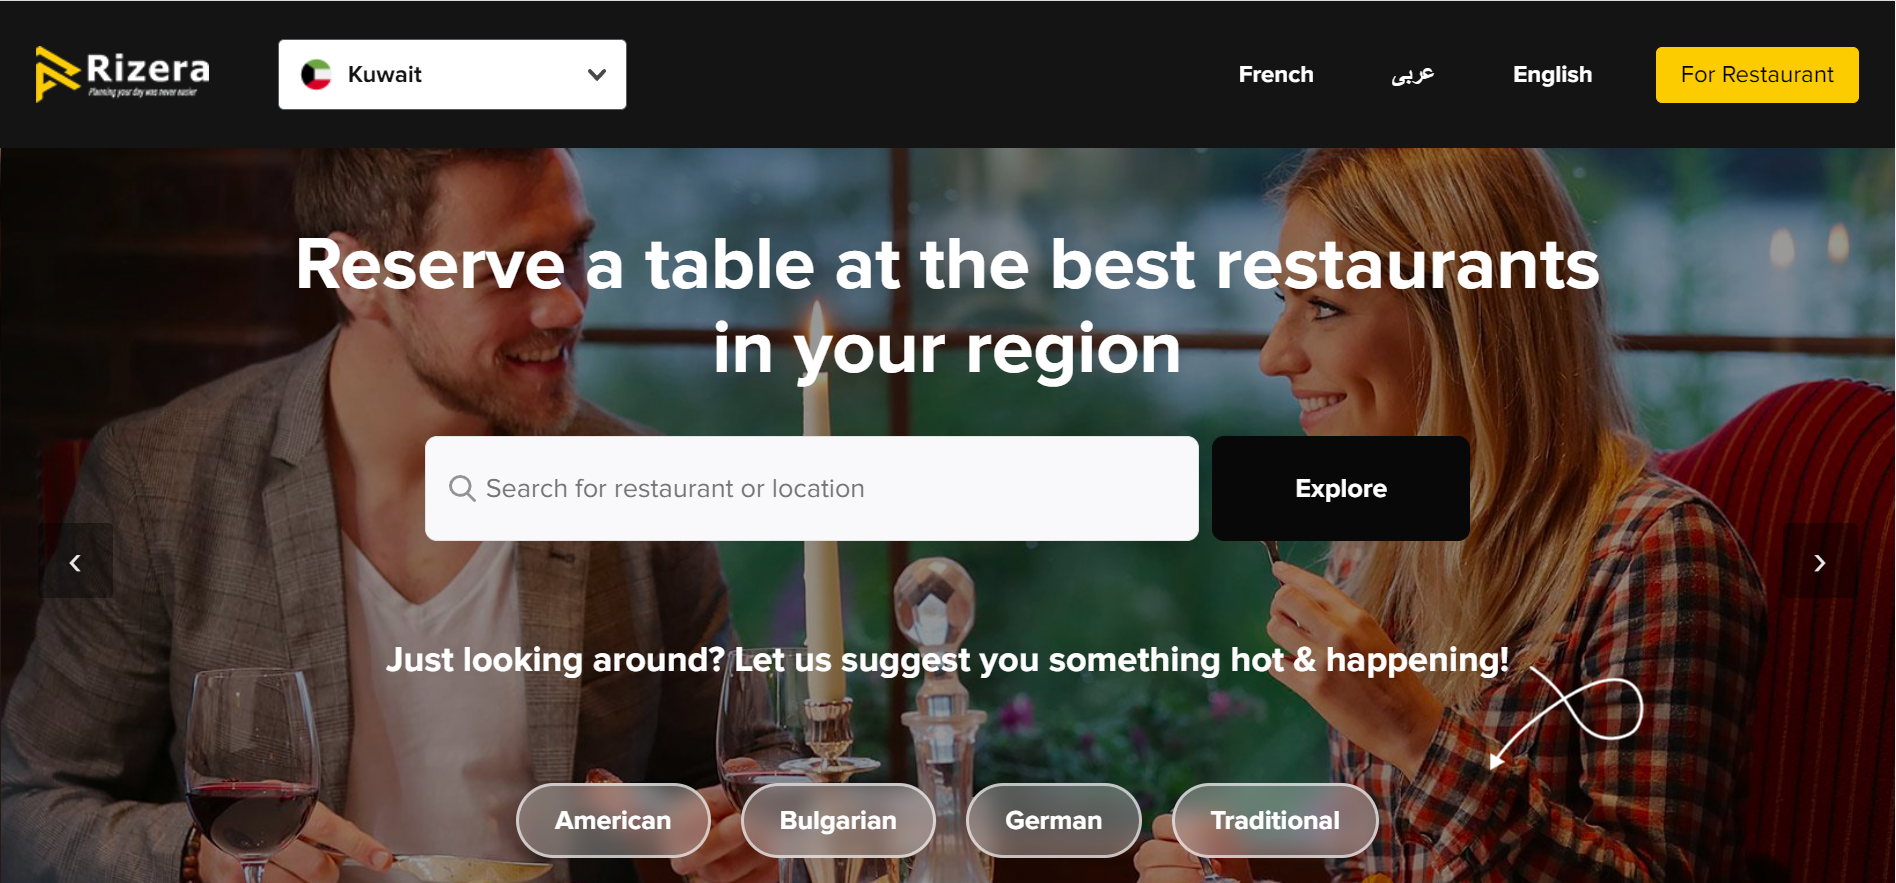 Rizera
Planning your day was never easier
Kuwait
French
عربى
English
For Restaurant
Reserve a table at the best restaurants
in your region
Search for restaurant or location
Explore
Just looking around? Let us suggest you something hot & happening!
American
Bulgarian
German
Traditional